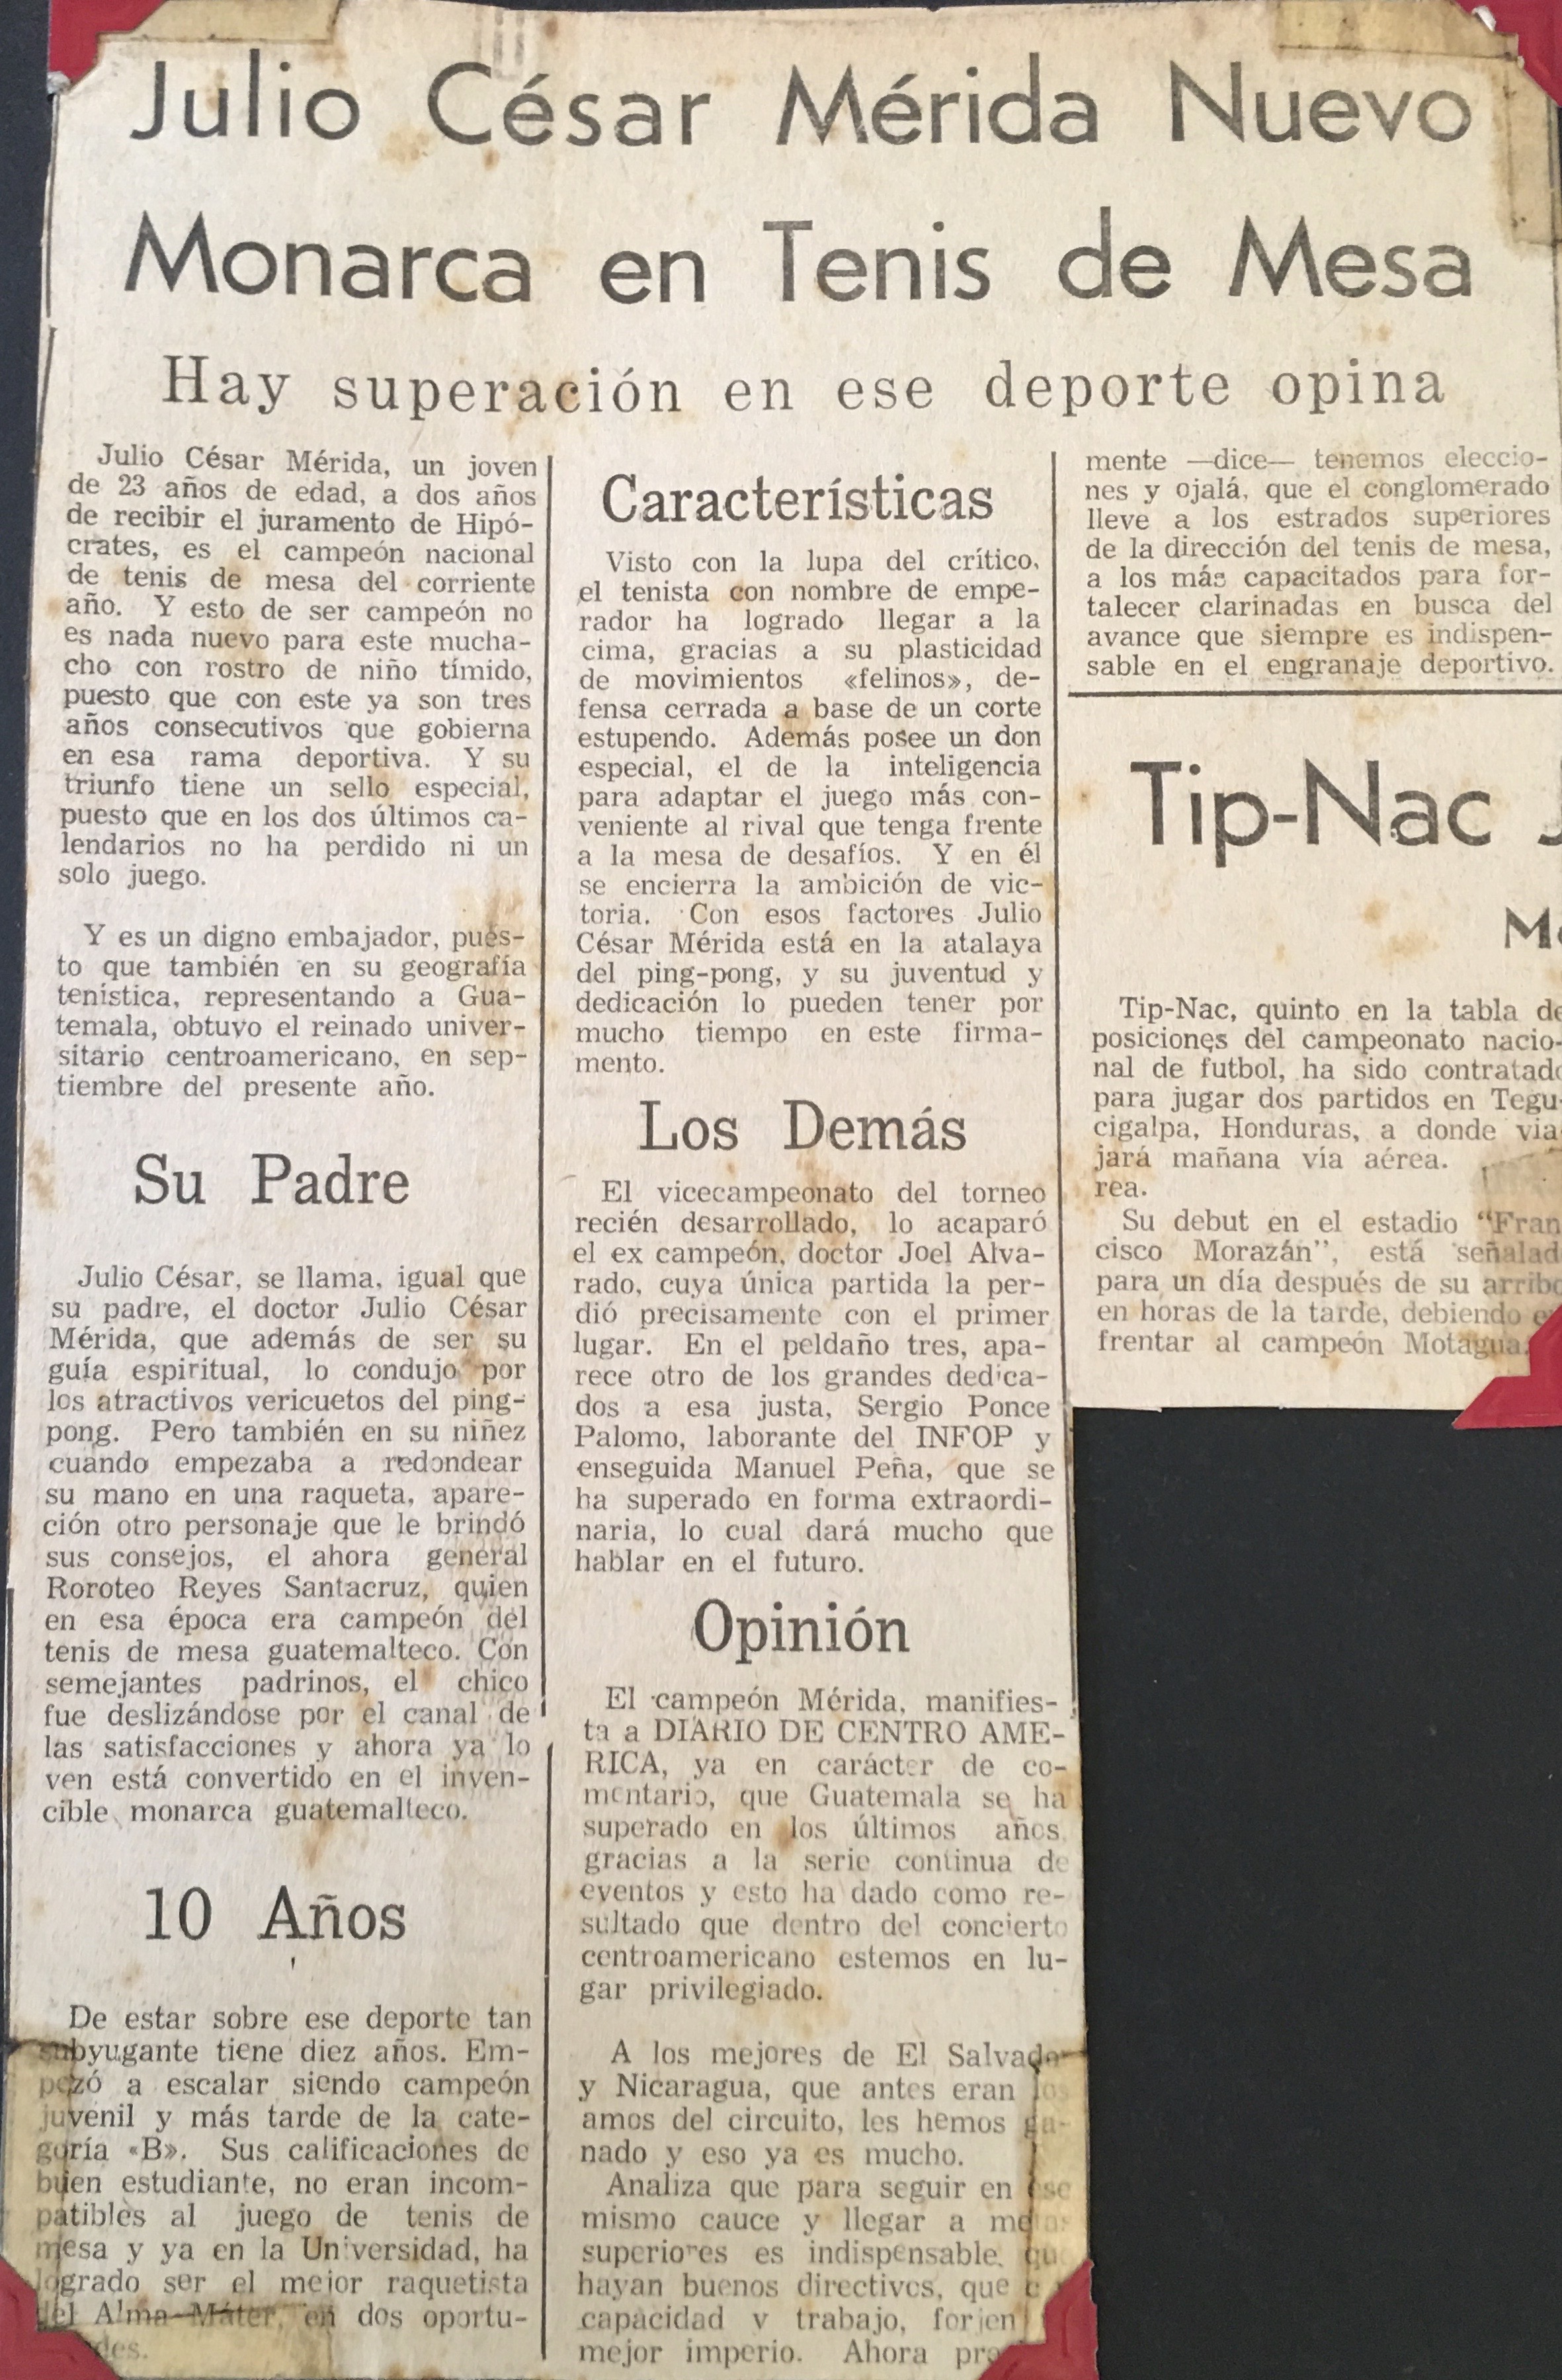 Julio César Mérida Nuevo
Monarca en Tenis de Mesa
Hay superación en ese deporte opina
Julio César Mérida, un joven
de 23 años de edad, a dos años
de recibir el juramento de Hipó-
crates, es el campeón nacional
de tenis de mesa del corriente
año. Y esto de ser campeón no
es nada nuevo para este mucha-
cho con rostro de niño tímido,
puesto que con este ya son tres
años consecutivos que gobierna
en esa rama deportiva. Y su
triunfo tiene un sello especial,
puesto que en los dos últimos ca-
lendarios no ha perdido ni un
solo juego.
Y es un digno embajador, pues-
to que también en su geografía
tenística, representando a Gua-
temala, obtuvo el reinado univer-
sitario centroamericano, en sep-
tiembre del presente año.
Su Padre
Julio César, se llama, igual que
su padre, el doctor Julio César
Mérida, que además de ser su
guía espiritual, lo condujo por
los atractivos vericuetos del ping-
pong. Pero también en su niñez
cuando empezaba a redondear
su mano en una raqueta, apare-
ción otro personaje que le brindó
sus consejos, el ahora general
Roroteo Reyes Santacruz, quien
en esa época era campeón del
tenis de mesa guatemalteco. Con
semejantes padrinos, el chico
fue deslizándose por el canal de
las satisfacciones y ahora ya lo
ven está convertido en el inven-
cible monarca guatemalteco.
10 Años
De estar sobre ese deporte tan
subyugante tiene diez años. Em-
pezó a escalar siendo campeón
juvenil y más tarde de la cate-
goría «B». Sus calificaciones de
buen estudiante, no eran incom-
patibles al juego de tenis de
mesa y ya en la Universidad, ha
logrado ser el mejor raquetista
del Alma Máter, en dos oportu-
des.
Características
Visto con la lupa del crítico,
el tenista con nombre de empe-
rador ha logrado llegar a la
cima, gracias a su plasticidad
de movimientos «felinos», de-
fensa cerrada a base de un corte
estupendo. Además posee un don
especial, el de la inteligencia
para adaptar el juego más con-
veniente al rival que tenga frente
a la mesa de desafíos. Y en él
se encierra la ambición de vic-
toria. Con esos factores Julio
César Mérida está en la atalaya
del ping-pong, y su juventud y
dedicación lo pueden tener por
mucho tiempo en este firma-
mento.
Los Demás
El vicecampeonato del torneo
recién desarrollado, lo acaparó
el ex campeón, doctor Joel Alva-
rado, cuya única partida la per-
dió precisamente con el primer
lugar. En el peldaño tres, apa-
rece otro de los grandes dedica-
dos a esa justa, Sergio Ponce
Palomo, laborante del INFOP y
enseguida Manuel Peña, que se
ha superado en forma extraordi-
naria, lo cual dará mucho que
hablar en el futuro.
Opinión
El campeón Mérida, manifies-
ta a DIARIO DE CENTRO AME-
RICA, ya en carácter de co-
mentario, que Guatemala se ha
superado en los últimos años
gracias a la serie continua de
eventos y esto ha dado como re-
sultado que dentro del concierto
centroamericano estemos en lu-
gar privilegiado.
A los mejores de El Salvador
y Nicaragua, que antes eran los
amos del circuito, les hemos ga-
nado y eso ya es mucho.
Analiza que para seguir en ese
mismo cauce y llegar a metas
superiores es indispensable, que
hayan buenos directivos, que
capacidad y trabajo, forjen
mejor imperio. Ahora pre
mente —dice— tenemos eleccio-
nes y ojalá, que el conglomerado
lleve a los estrados superiores
de la dirección del tenis de mesa,
a los más capacitados para for-
talecer clarinadas en busca del
avance que siempre es indispen-
sable en el engranaje deportivo.
Tip-Nac
Tip-Nac, quinto en la tabla de
posiciones del campeonato nacio-
nal de futbol, ha sido contratado
para jugar dos partidos en Tegu-
cigalpa, Honduras, a donde via-
jará mañana vía aérea.
rea.
Su debut en el estadio “Fran
cisco Morazán”, está señalad
para un día después de su arribo
en horas de la tarde, debiendo e
frentar al campeón Motagua.